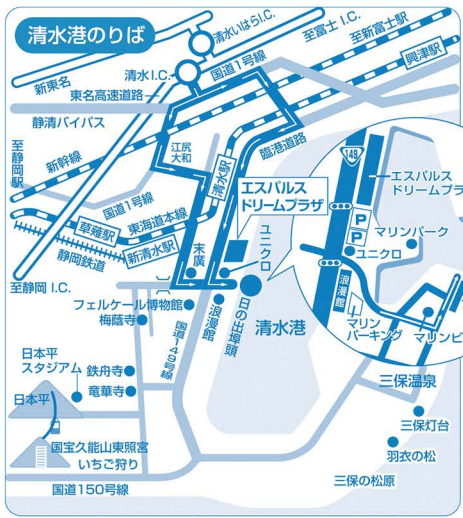 清水港のりば
清水いはらI.C.
至富士 I.C.
至新富士駅
興津駅
新東名
清水 I.C.
国道1号線
東名高速道路
静清バイパス
臨港道路
江尻
大和
至静岡駅
新幹線
清水駅
149
国道1号線
エスパルス
ドリームプラザ
エスパルス
ドリームプラ
東海道本線
草薙駅
新清水駅
静岡鉄道
末廣
ユニクロ
P
P
マリンパーク
ユニクロ
至静岡 I.C.
フェルケール博物館
梅蔭寺
浪漫館
日の出埠頭
清水港
浪漫館
マリン
パーキング
マリンビ
国道149号線
日本平
スタジアム
鉄舟寺
竜華寺
日本平
三保温泉
三保灯台
羽衣の松
国宝久能山東照宮
いちご狩り
三保の松原
国道150号線